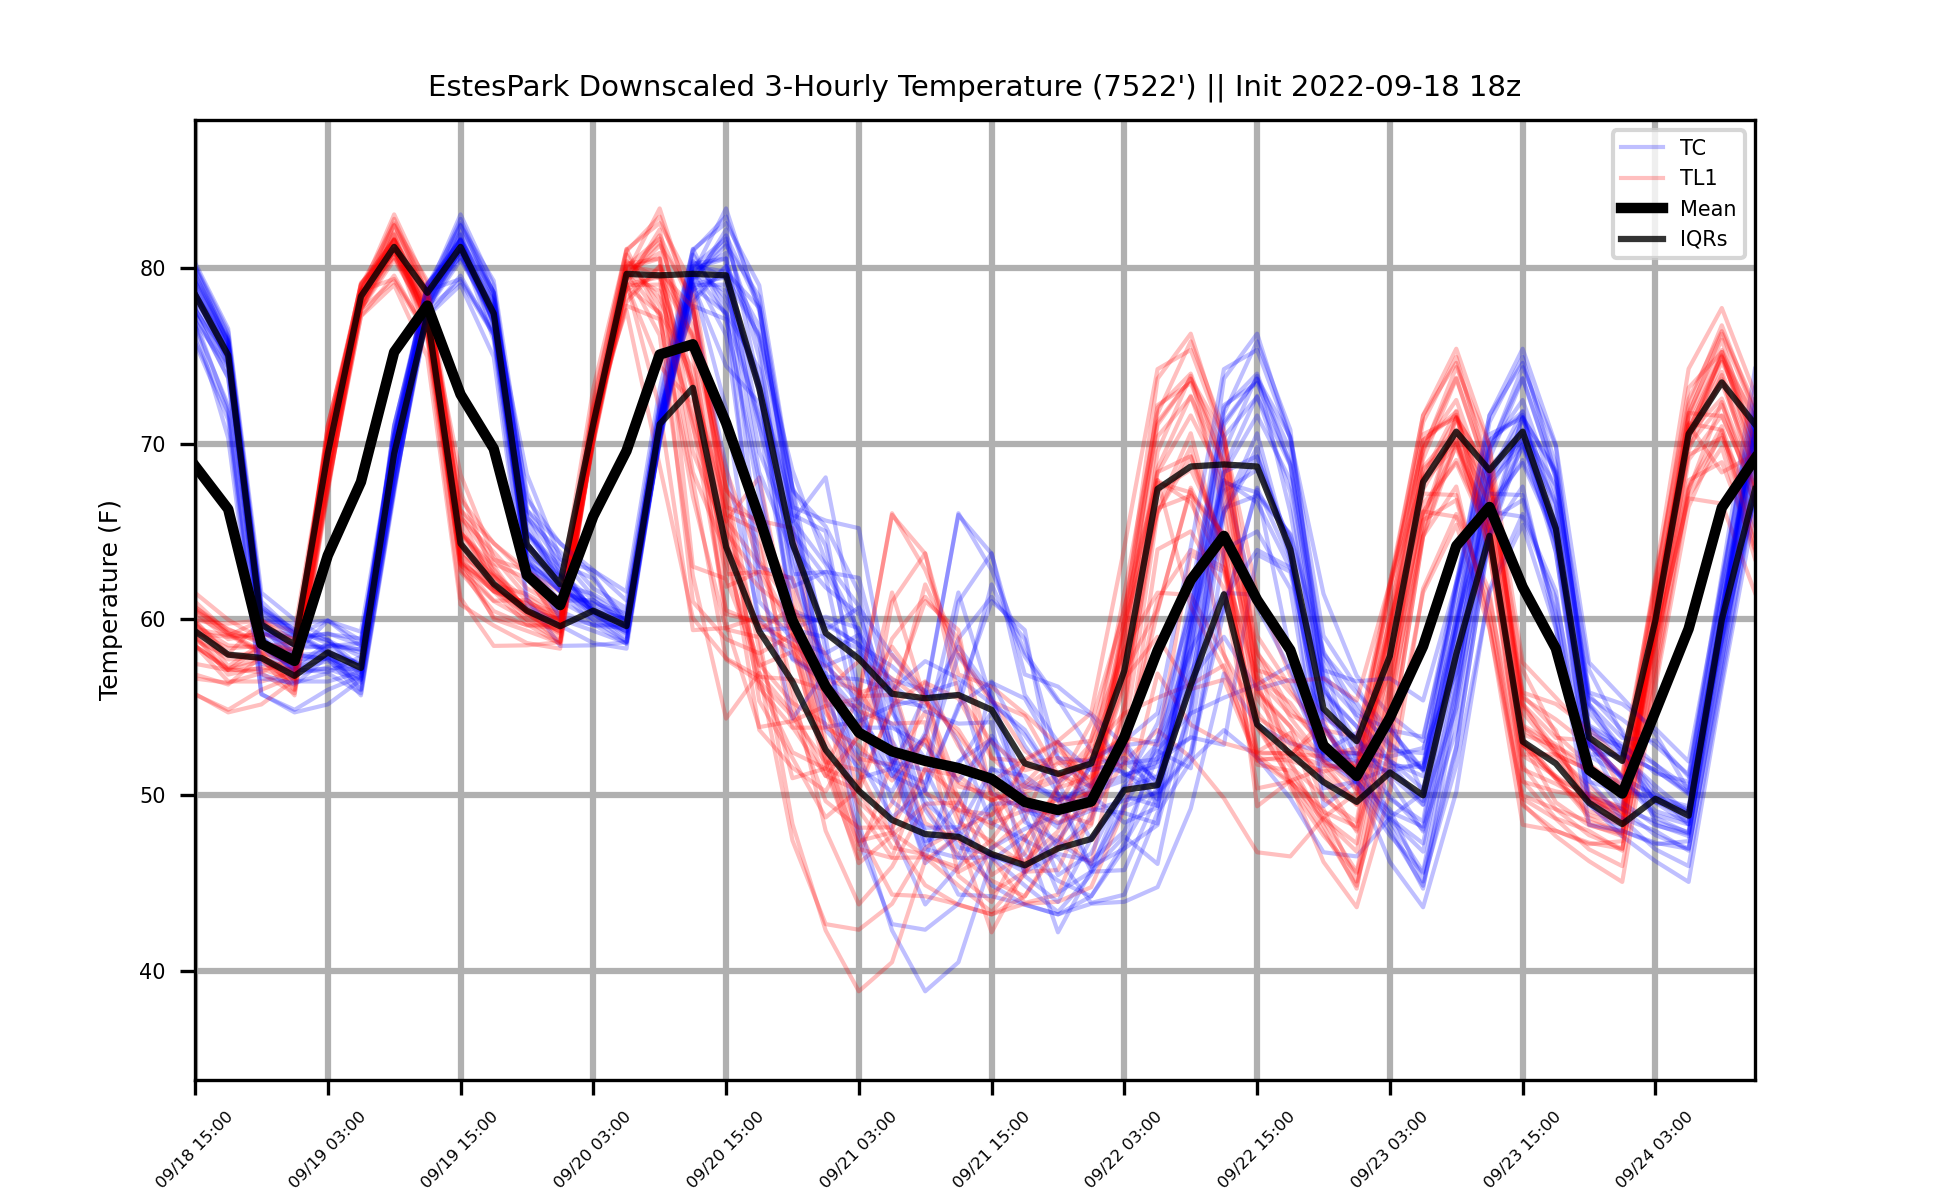 EstesPark Downscaled 3-Hourly Temperature (7522') || Init 2022-09-18 18z
TC
TL1
Mean
IQRs
Temperature (F)
80
70
60
50
40
09/18 15:00
09/19 03:00
09/19 15:00
09/20 03:00
09/20 15:00
09/21 03:00
09/21 15:00
09/22 03:00
09/22 15:00
09/23 03:00
09/23 15:00
09/24 03:00